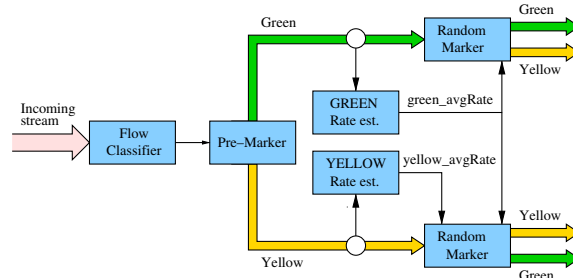 Green
Green
Random
Marker
Yellow
GREEN
Rate est.
green_avgRate
Incoming
stream
Flow
Classifier
Pre−Marker
YELLOW
Rate est.
yellow_avgRate
Yellow
Random
Marker
Yellow
Green